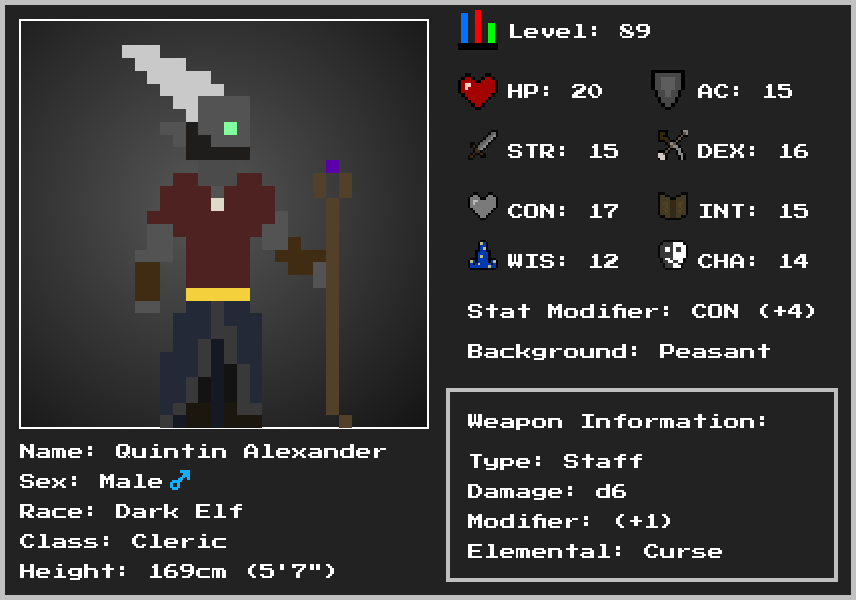 Level: 89
HP: 20
AC: 15
STR: 15
DEX: 16
CON: 17
INT: 15
WIS: 12
CHA: 14
Stat Modifier: CON (+4)
Background: Peasant
Name: Quintin Alexander
Sex: Male ♂
Race: Dark Elf
Class: Cleric
Height: 169cm (5'7")
Weapon Information:
Type: Staff
Damage: d6
Modifier: (+1)
Elemental: Curse